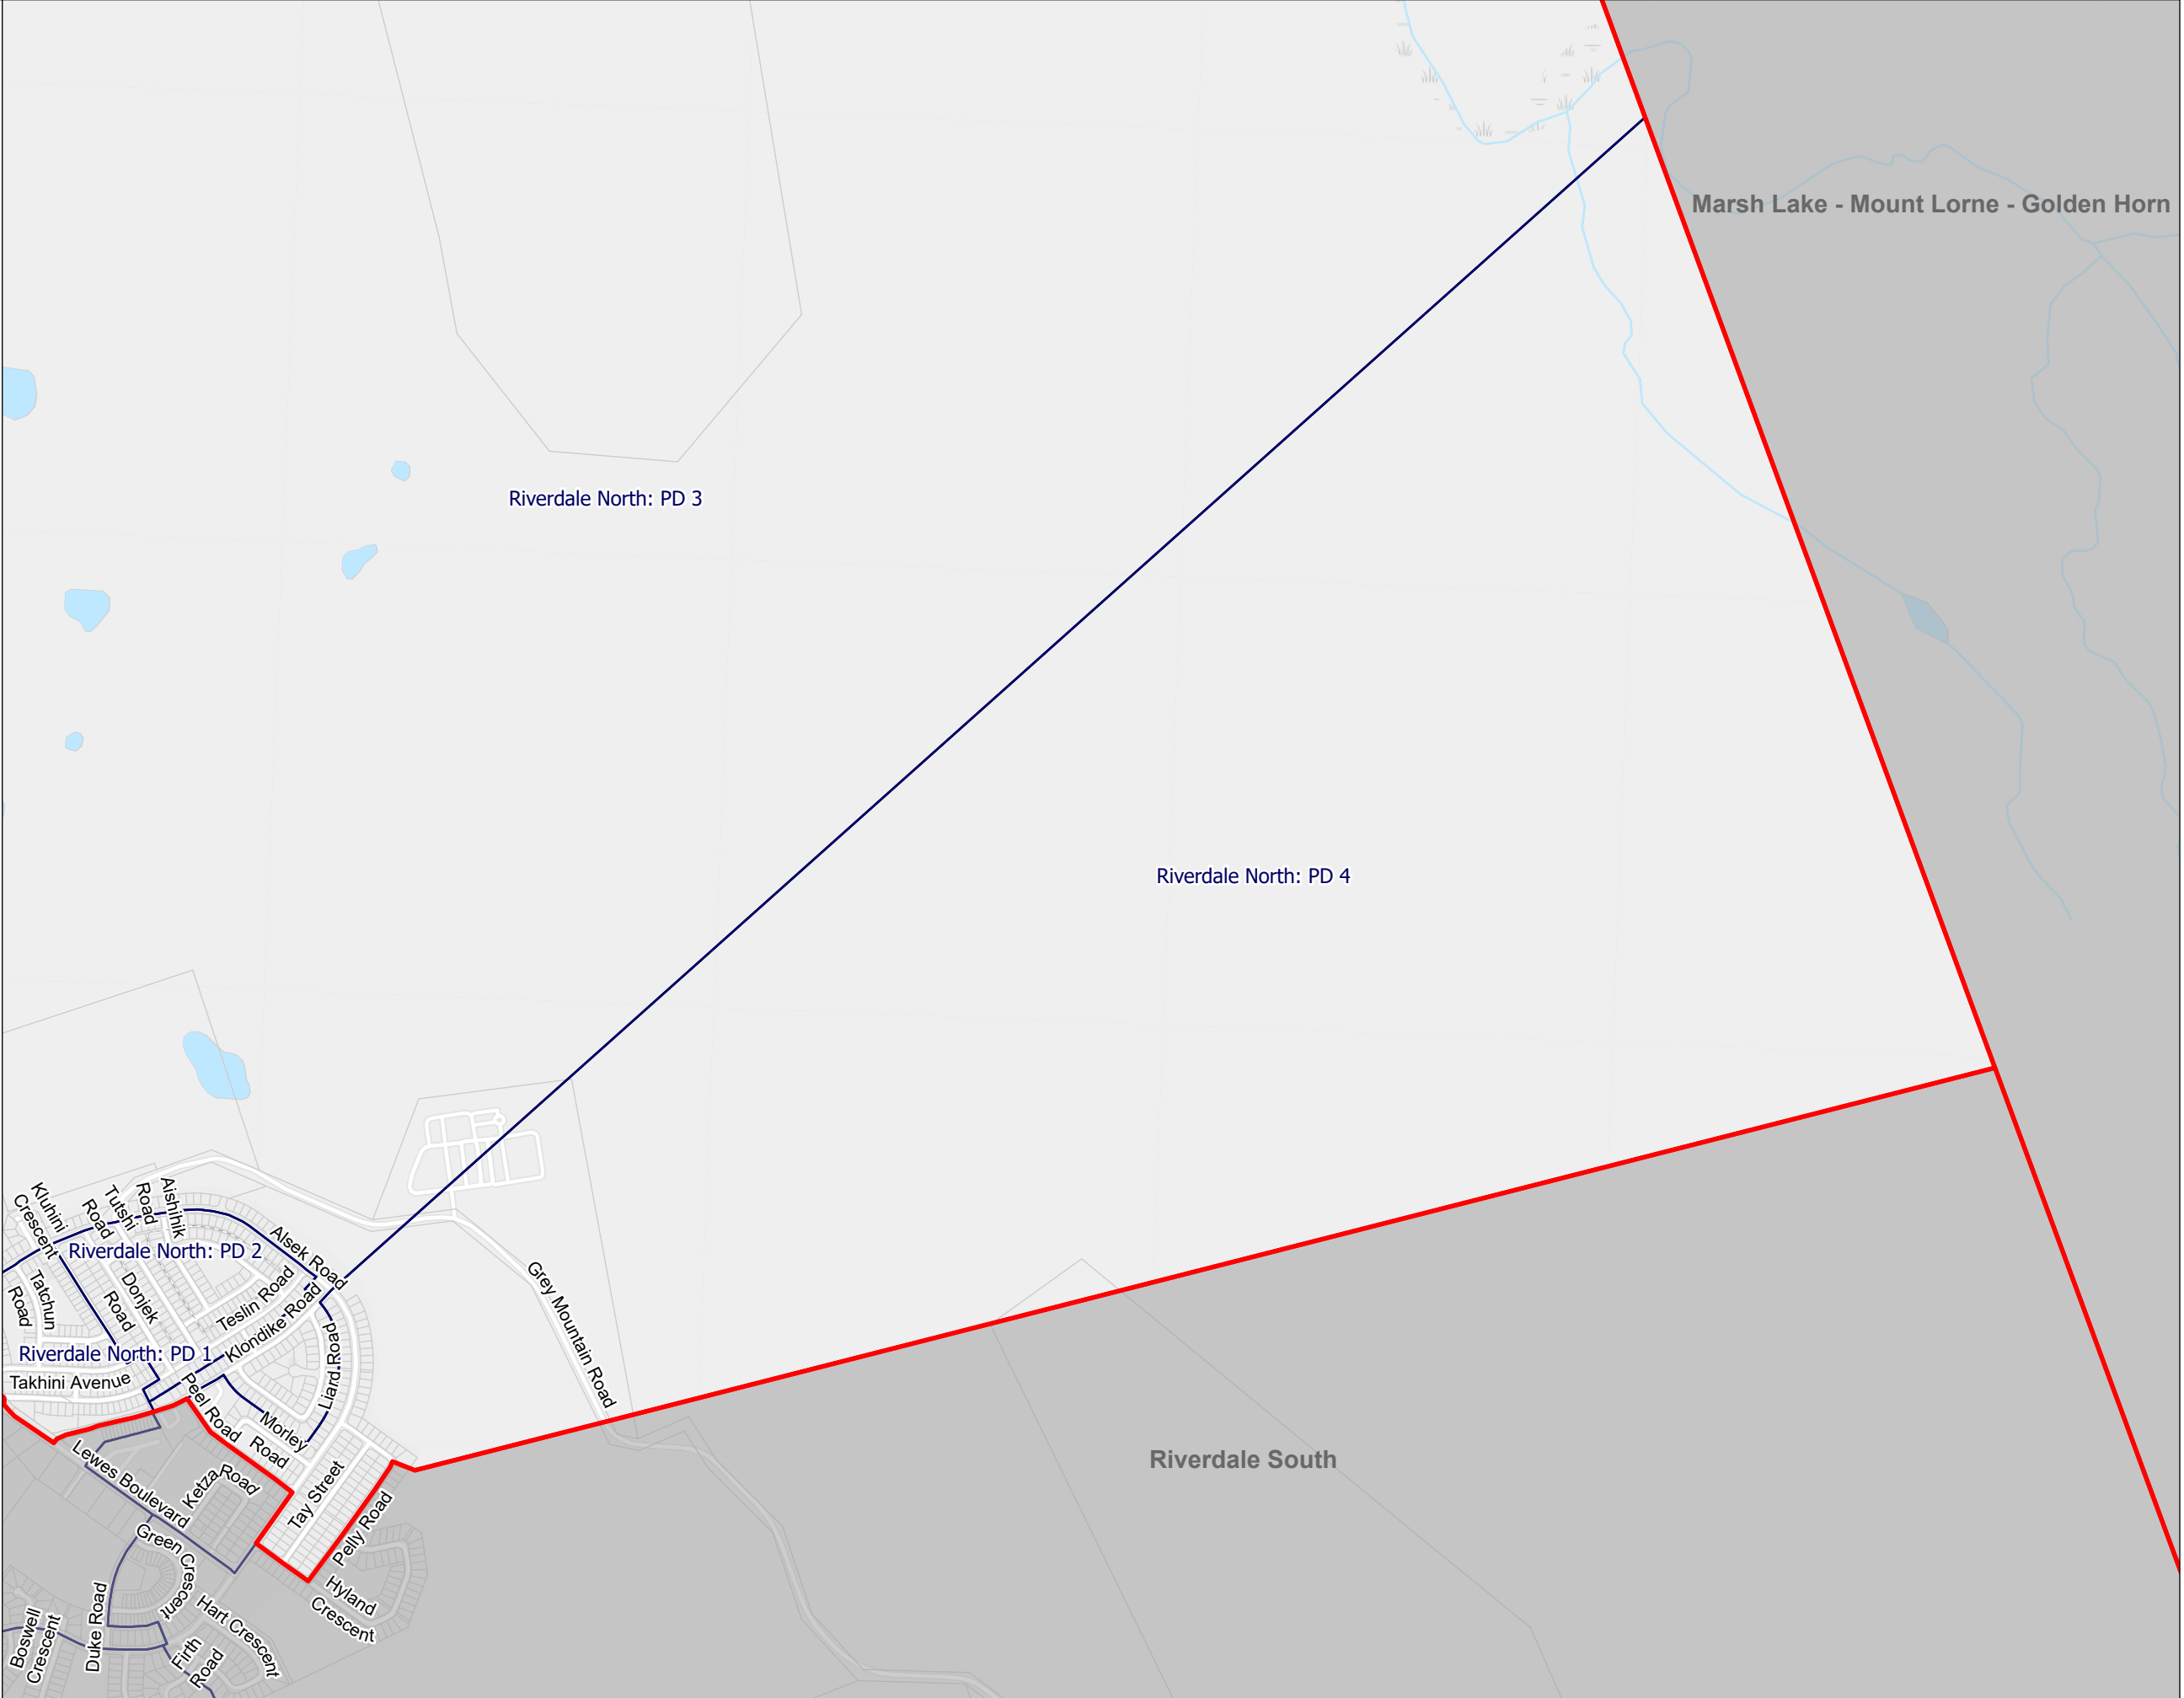 Marsh Lake - Mount Lorne - Golden Horn
Riverdale North: PD 3
Riverdale North: PD 4
Kluhini
Crescent
Tutshi
Road
Aishihik
Road
Alsek Road
Riverdale North: PD 2
Grey Mountain Road
Tatchun
Road
Donjek
Road
Teslin Road
Klondike Road
Liard Road
Riverdale North: PD 1
Takhini Avenue
Peel Road
Morley
Road
Lewes Boulevard
Ketza Road
Tay Street
Pelly Road
Riverdale South
Green Crescent
Duke Road
Hyland
Crescent
Hart Crescent
Boswell
Crescent
Firth
Road